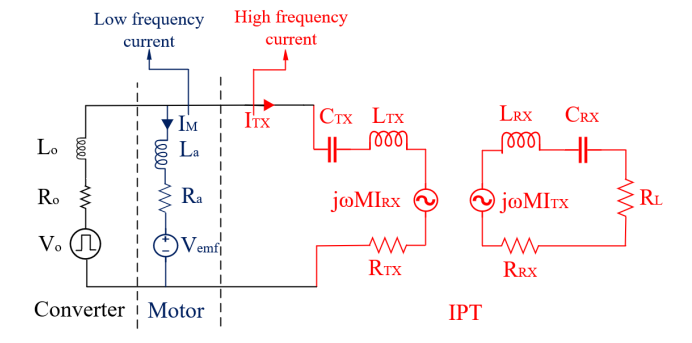 Low frequency
current
High frequency
current
Lo
Ro
Vo
IM
La
Ra
Vemf
ITX
CTX
LTX
jωMIRX
RTX
LRX
CRX
jωMITX
RL
RRX
Converter
Motor
IPT